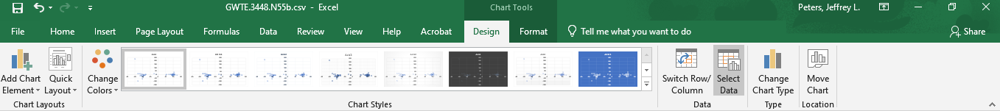 GWTE.3448.N55b.csv - Excel
Chart Tools
Peters, Jeffrey L.
File Home Insert Page Layout Formulas Data Review View Help Acrobat Design Format Tell me what you want to do Share
Add Chart
Element
Quick
Layout
Change
Colors
Switch Row/
Column
Select
Data
Change
Chart Type
Move
Chart
Chart Layouts
Chart Styles
Data
Type
Location